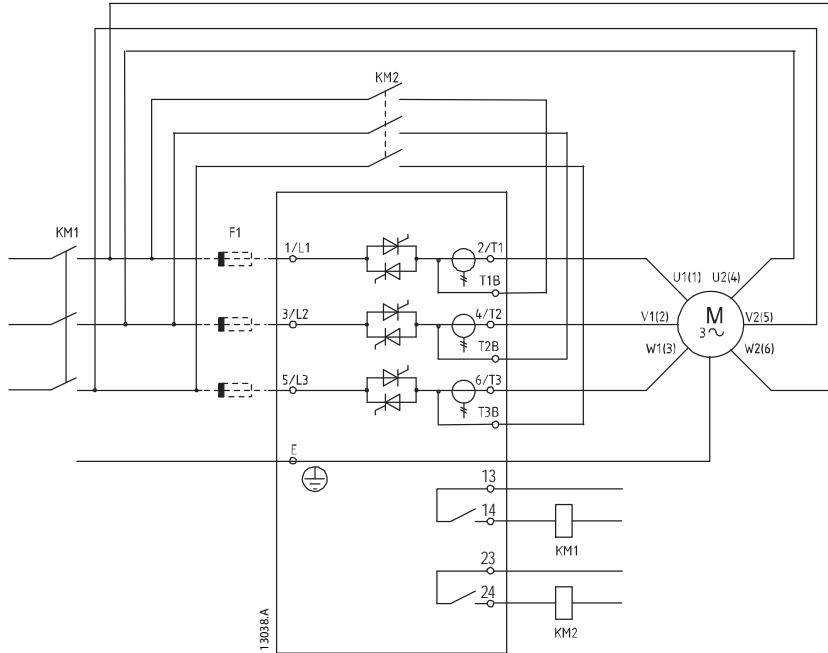 KM2
KM1
F1
1/L1
2/T1
T1B
U1(1)
U2(4)
3/L2
4/T2
T2B
V1(2)
M
3~
V2(5)
W1(3)
W2(6)
5/L3
6/T3
T3B
E
13
14
KM1
23
24
KM2
13038.A